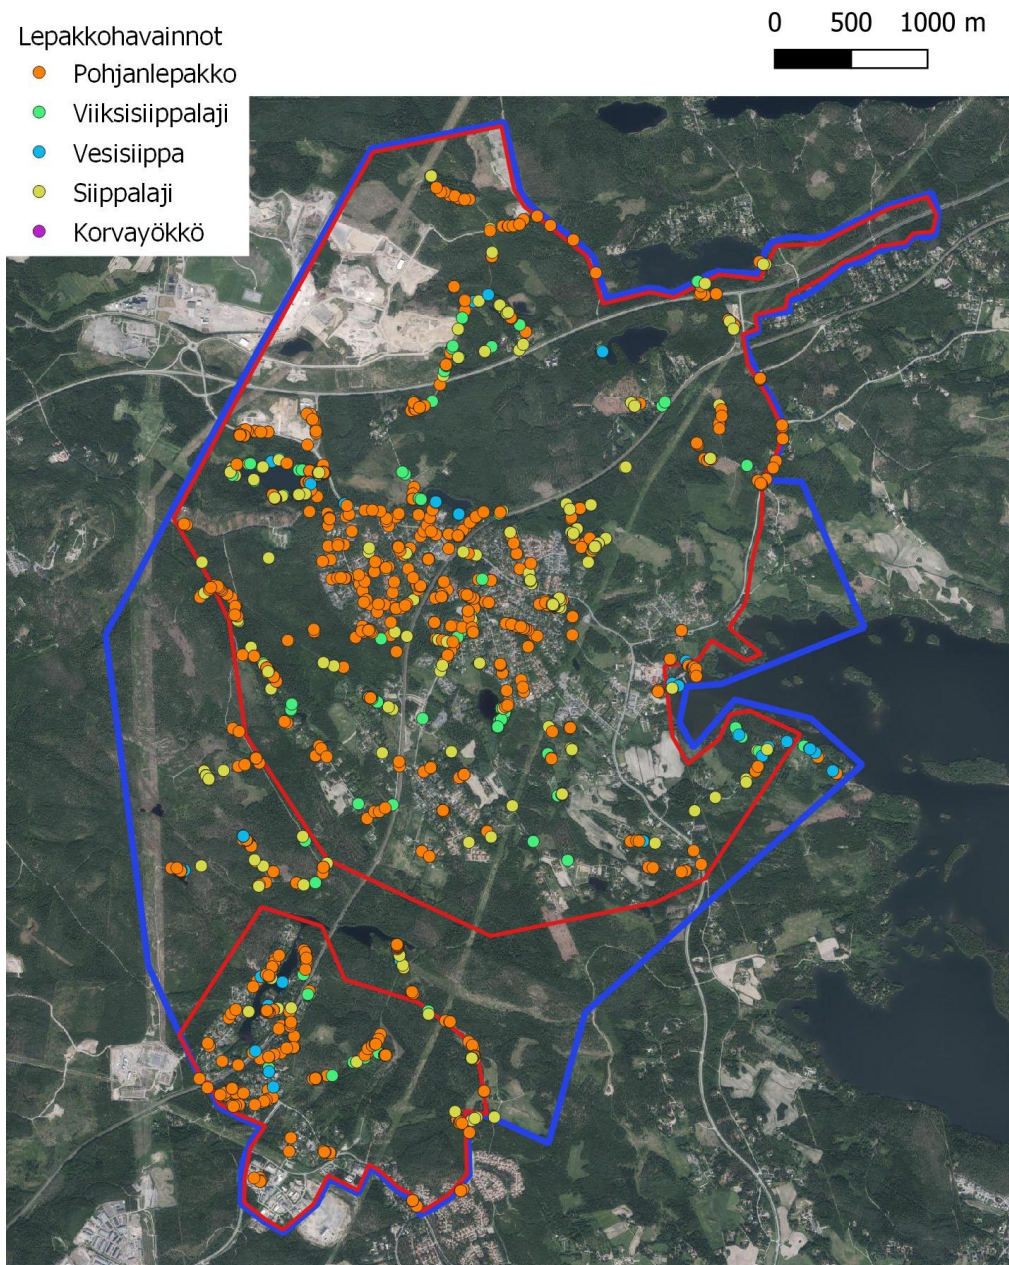 0 500 1000 m
Lepakkohavainnot
Pohjanlepakko
Viiksisiippalaji
Vesisiippa
Siippalaji
Korvayökkö